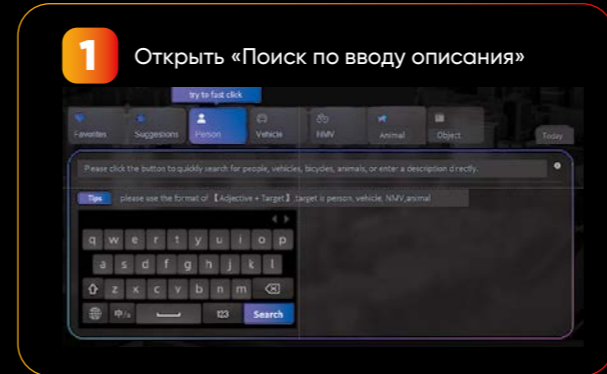 1
Открыть «Поиск по вводу описания»
try to fast click
Favorites Suggestions Person Vehicle NMV Animal Object Today
Please click the button to quickly search for people, vehicles, bicycles, animals, or enter a description directly.
Tips please use the format of 【Adjective + Target】,target is person, vehicle, NMV,animal
q w e r t y u i o p
a s d f g h j k l
z x c v b n m
中/a 123 Search